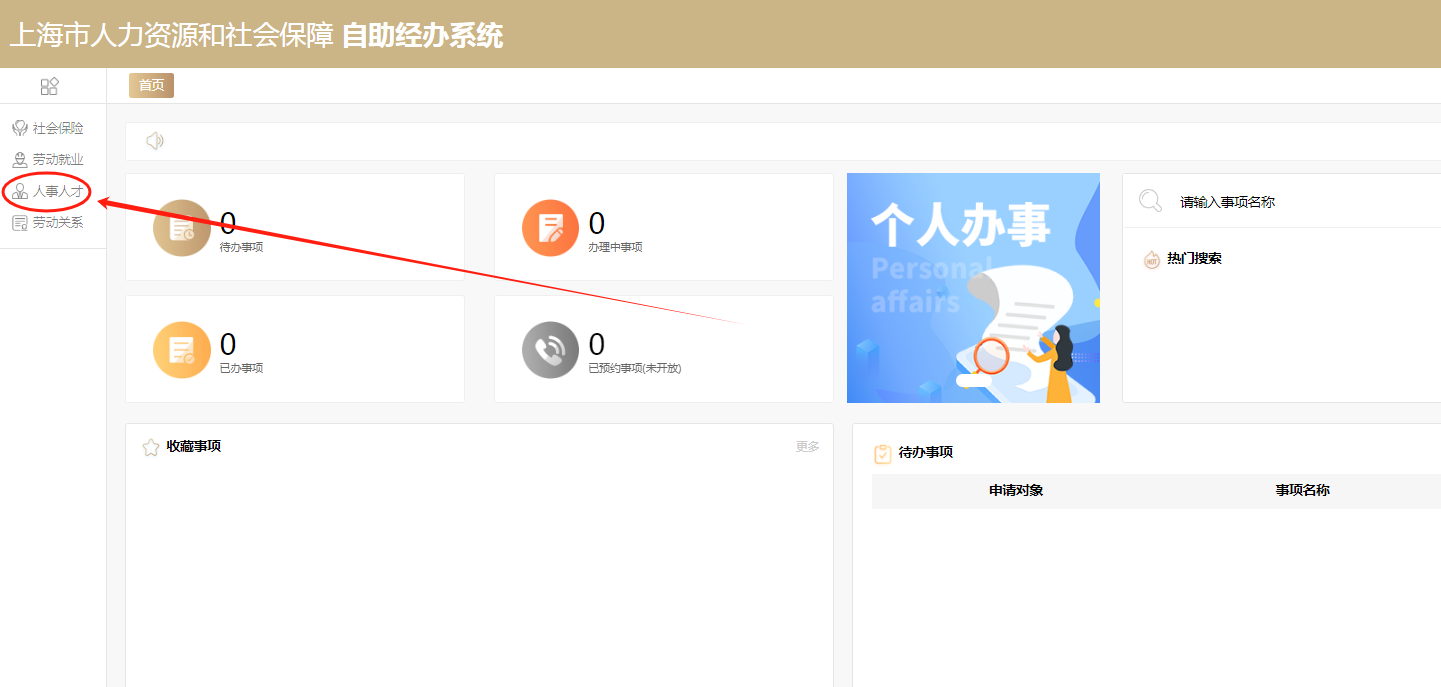 上海市人力资源和社会保障 自助经办系统
首页
社会保险
劳动就业
人事人才
劳动关系
0
待办事项
0
办理中事项
0
已办事项
0
已预约事项(未开放)
个人办事
Personal
affairs
请输入事项名称
HOT 热门搜索
收藏事项
更多
待办事项
申请对象 事项名称